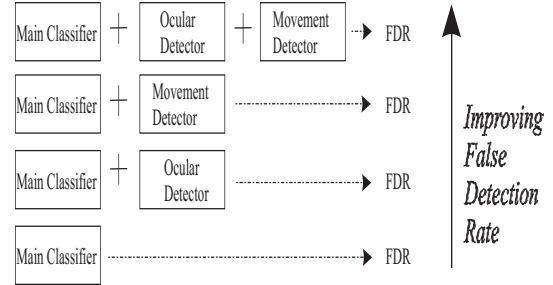 Main Classifier + Ocular Detector + Movement Detector FDR
Main Classifier + Movement Detector FDR
Main Classifier + Ocular Detector FDR
Main Classifier FDR
Improving
False
Detection
Rate